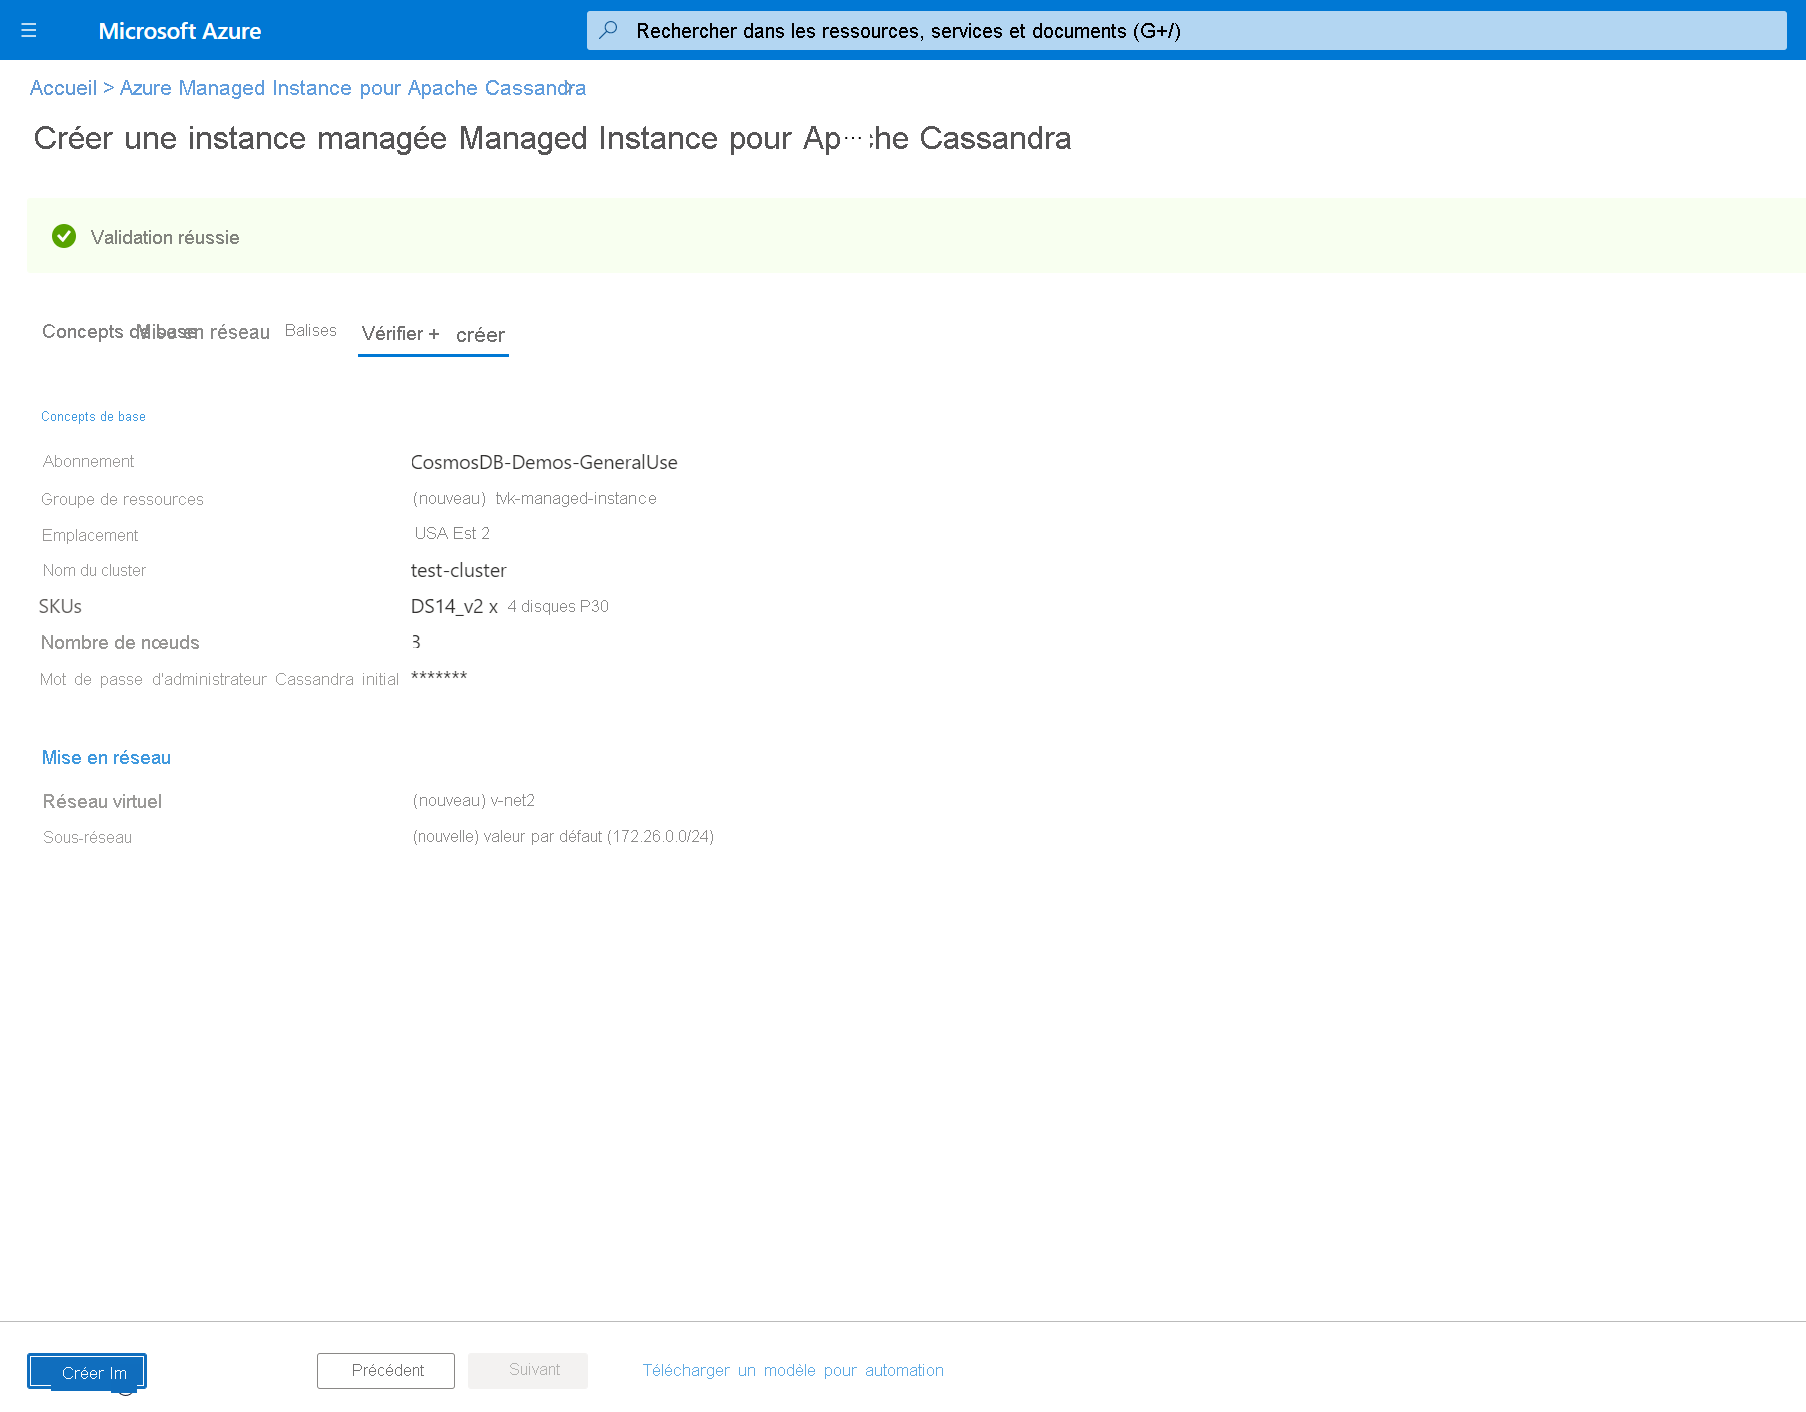 Microsoft Azure
Rechercher dans les ressources, services et documents (G+/)
Accueil > Azure Managed Instance pour Apache Cassandra
Créer une instance managée Managed Instance pour Ap···che Cassandra
Validation réussie
Concepts de base Mise en réseau Balises Vérifier + créer
Concepts de base
Abonnement CosmosDB-Demos-GeneralUse
Groupe de ressources (nouveau) tvk-managed-instance
Emplacement USA Est 2
Nom du cluster test-cluster
SKUs DS14_v2 x 4 disques P30
Nombre de nœuds 3
Mot de passe d'administrateur Cassandra initial *******
Mise en réseau
Réseau virtuel (nouveau) v-net2
Sous-réseau (nouvelle) valeur par défaut (172.26.0.0/24)
Créer Im Précédent Suivant Télécharger un modèle pour automation